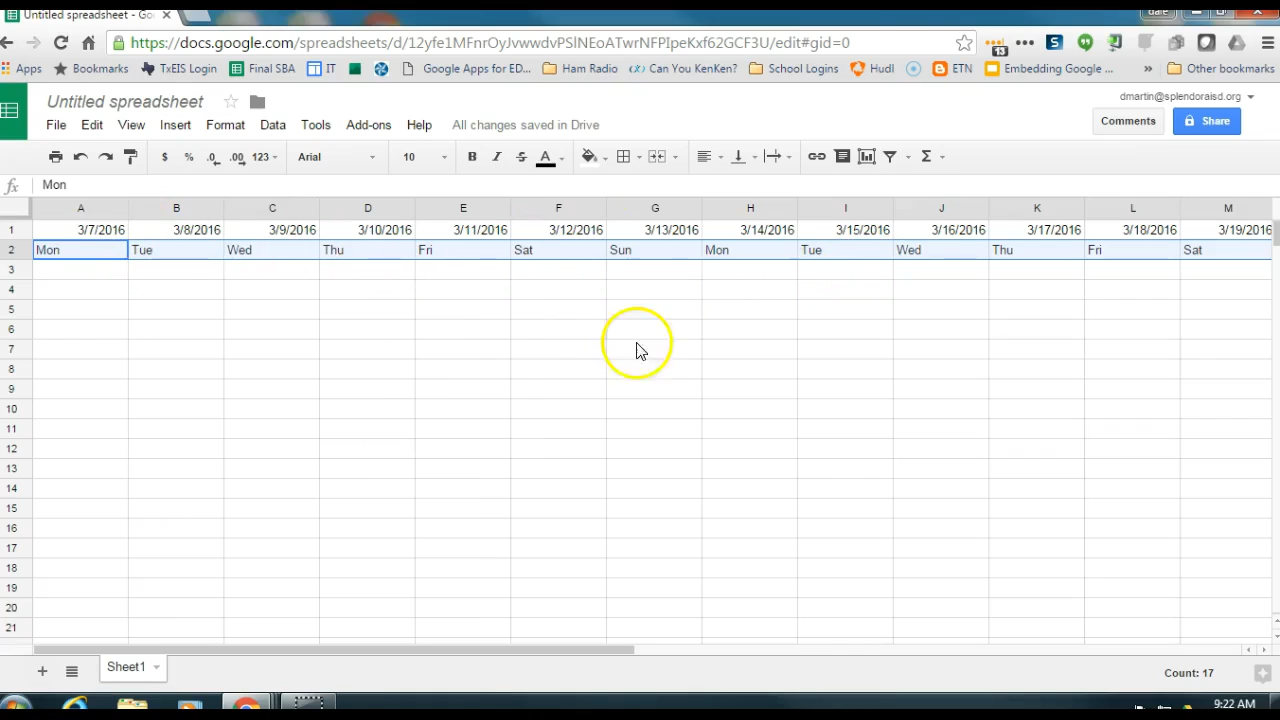 Untitled spreadsheet - Go
dale
https://docs.google.com/spreadsheets/d/12yfe1MFnrOyJvwwdvPSlNEoATwrNFPIpeKxf62GCF3U/edit#gid=0
13
Apps Bookmarks TxEIS Login Final SB IT Google Apps for ED... Ham Radio Can You KenKen? School Logins Hudl ETN Embedding Google ... » Other bookmarks
Untitled spreadsheet
dmartin@splendoraisd.org
File Edit View Insert Format Data Tools Add-ons Help All changes saved in Drive
Comments Share
$ % .0 .00 123 Arial 10 B I S A Σ
fx Mon
A B C D E F G H I J K L M
1 3/7/2016 3/8/2016 3/9/2016 3/10/2016 3/11/2016 3/12/2016 3/13/2016 3/14/2016 3/15/2016 3/16/2016 3/17/2016 3/18/2016 3/19/2016
2 Mon Tue Wed Thu Fri Sat Sun Mon Tue Wed Thu Fri Sat
3
4
5
6
7
8
9
10
11
12
13
14
15
16
17
18
19
20
21
Sheet1
Count: 17
9:22 AM